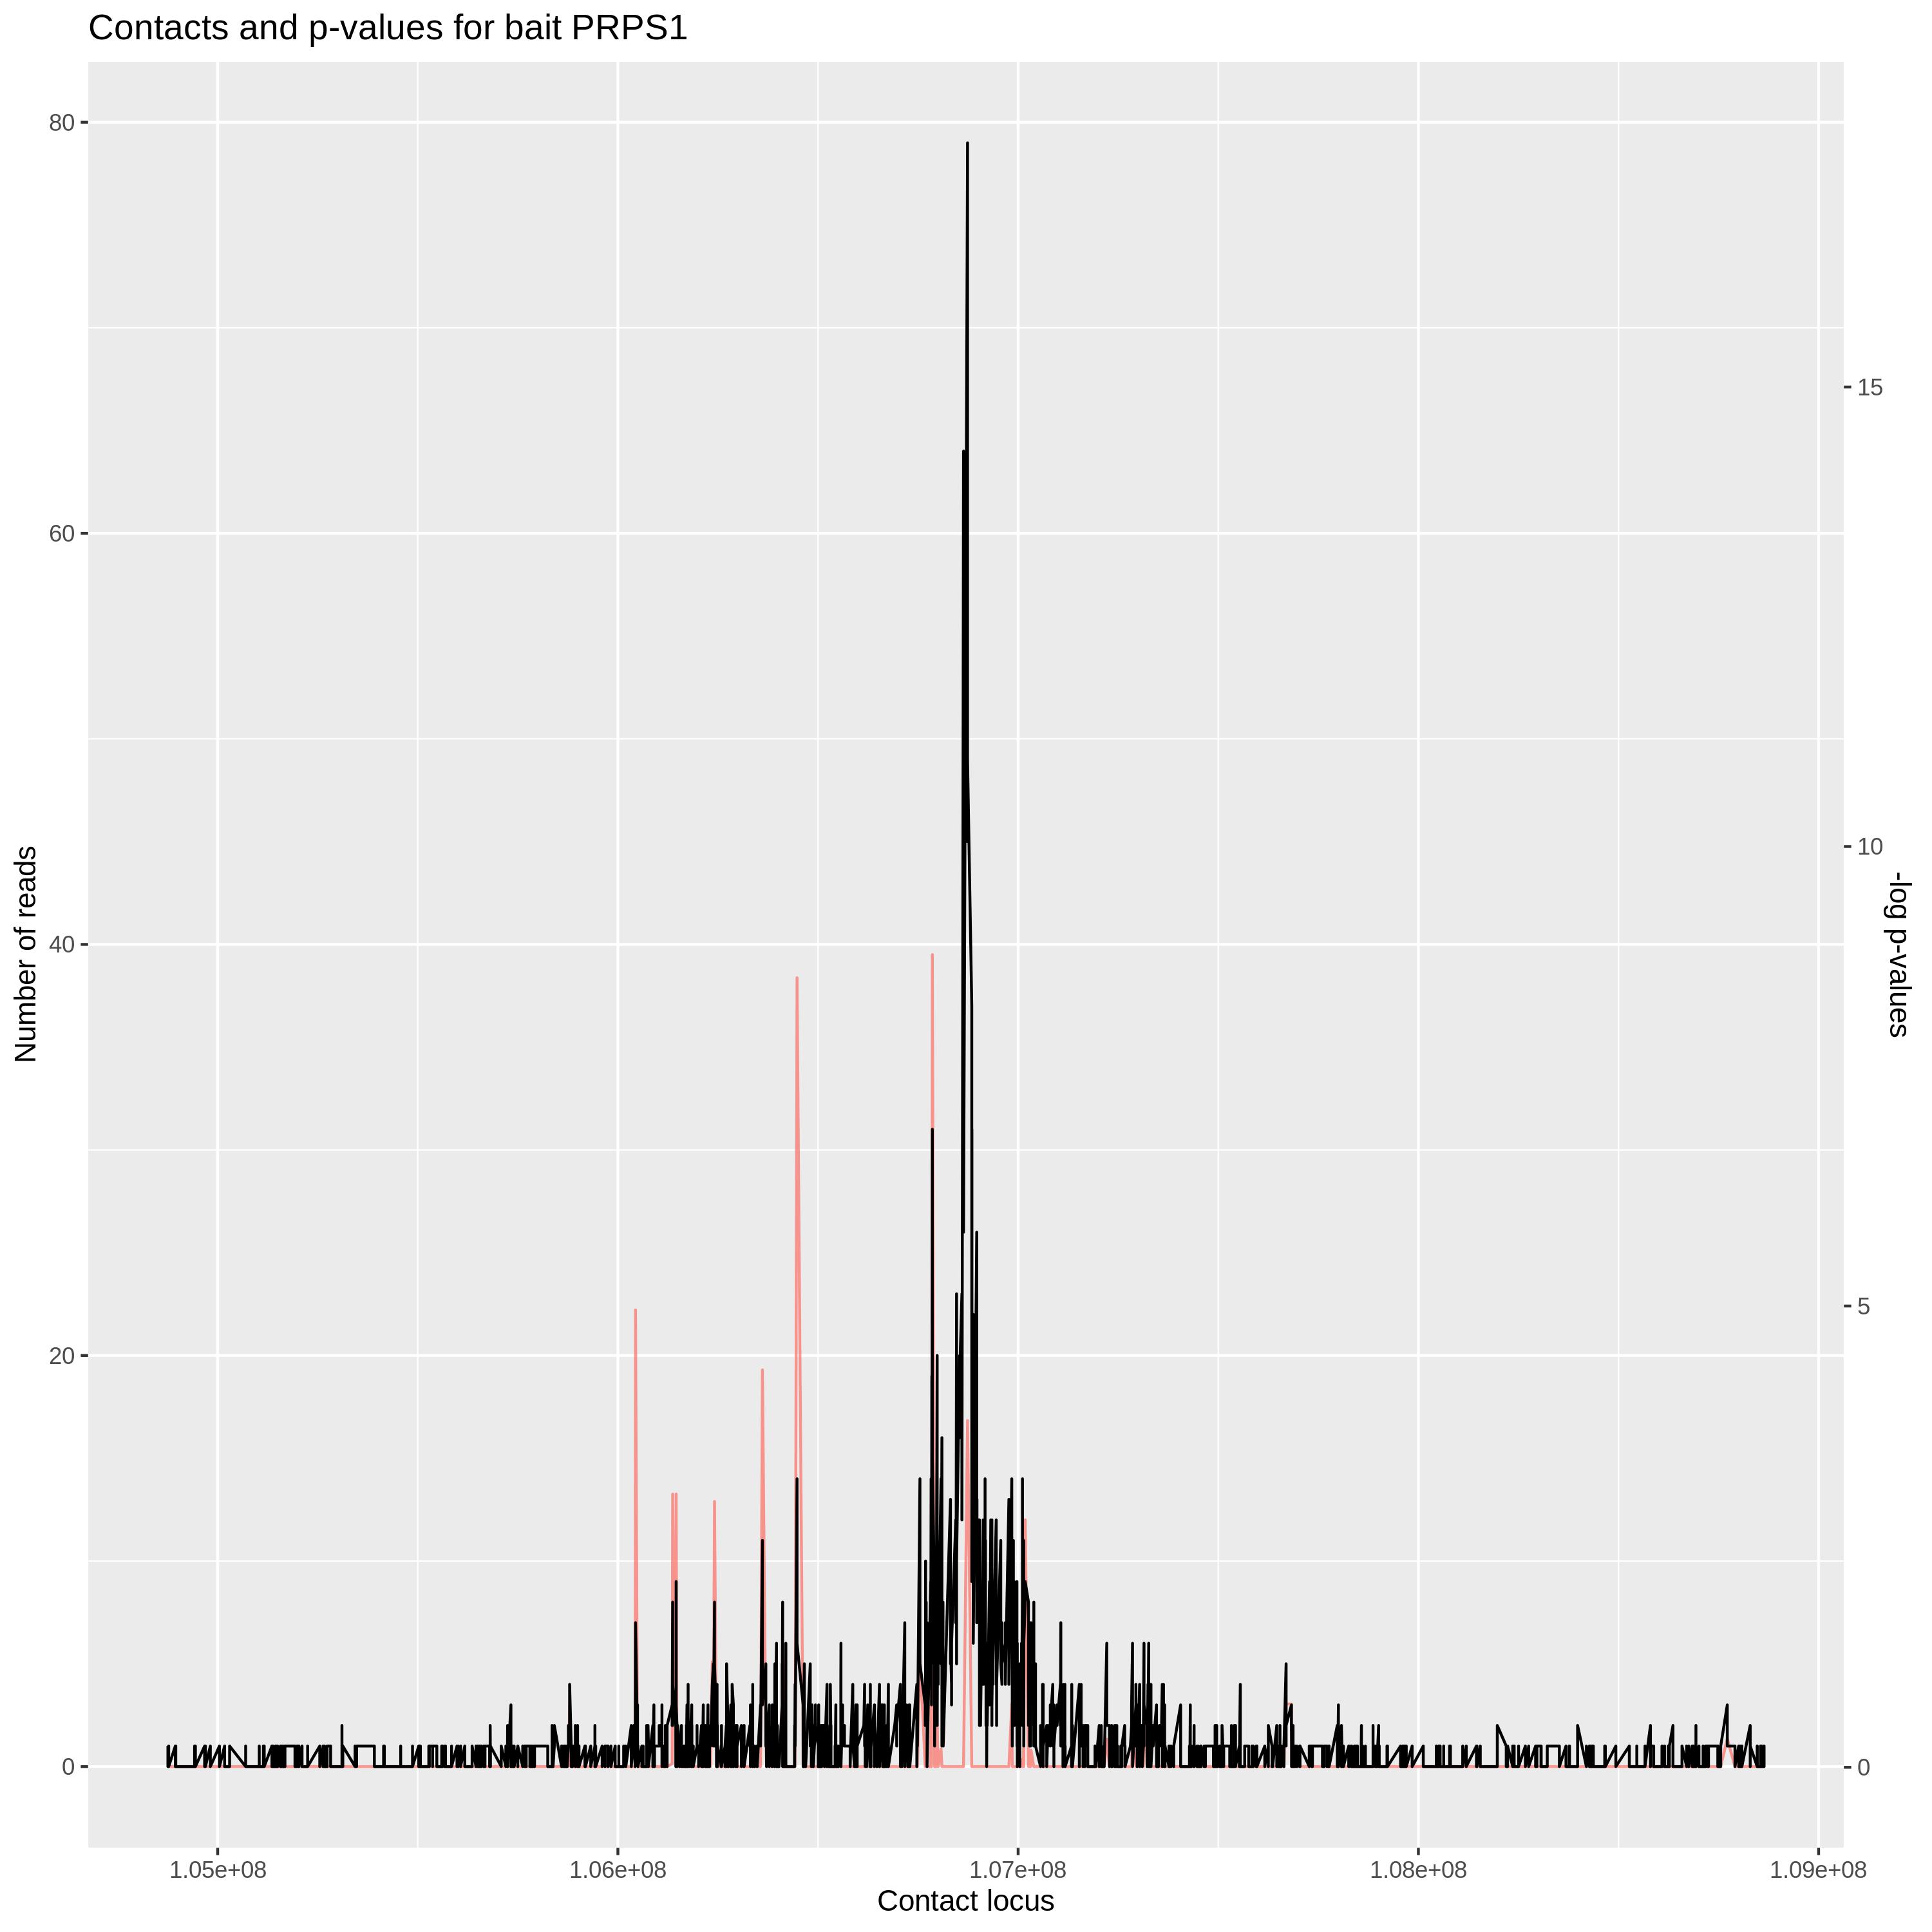 Contacts and p-values for bait PRPS1
80
60
40
20
0
Number of reads
15
10
5
0
-log p-values
1.05e+08
1.06e+08
1.07e+08
1.08e+08
1.09e+08
Contact locus